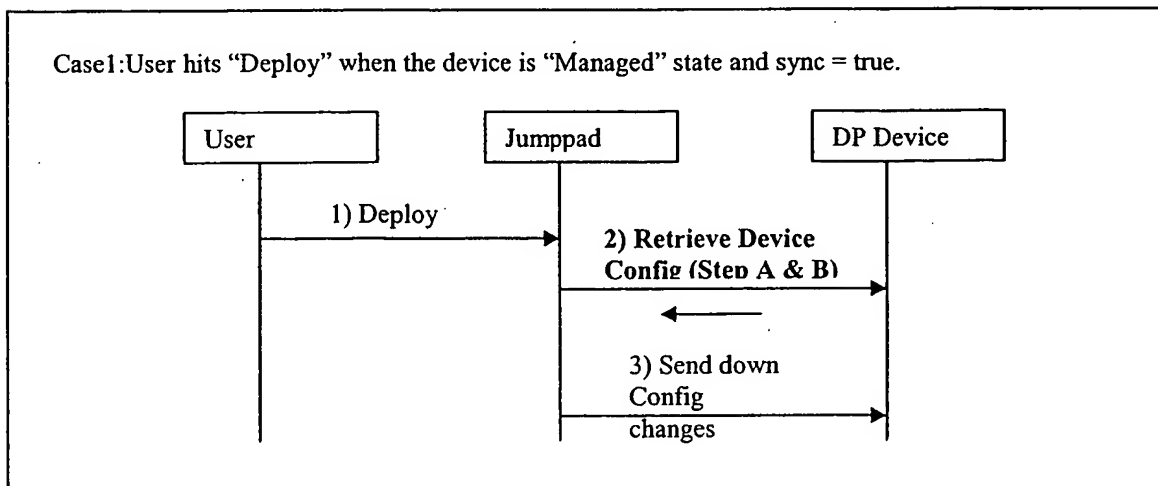 Case1:User hits “Deploy” when the device is “Managed” state and sync = true.
User
Jumppad
DP Device
1) Deploy
2) Retrieve Device
Config (Step A & B)
3) Send down
Config
changes